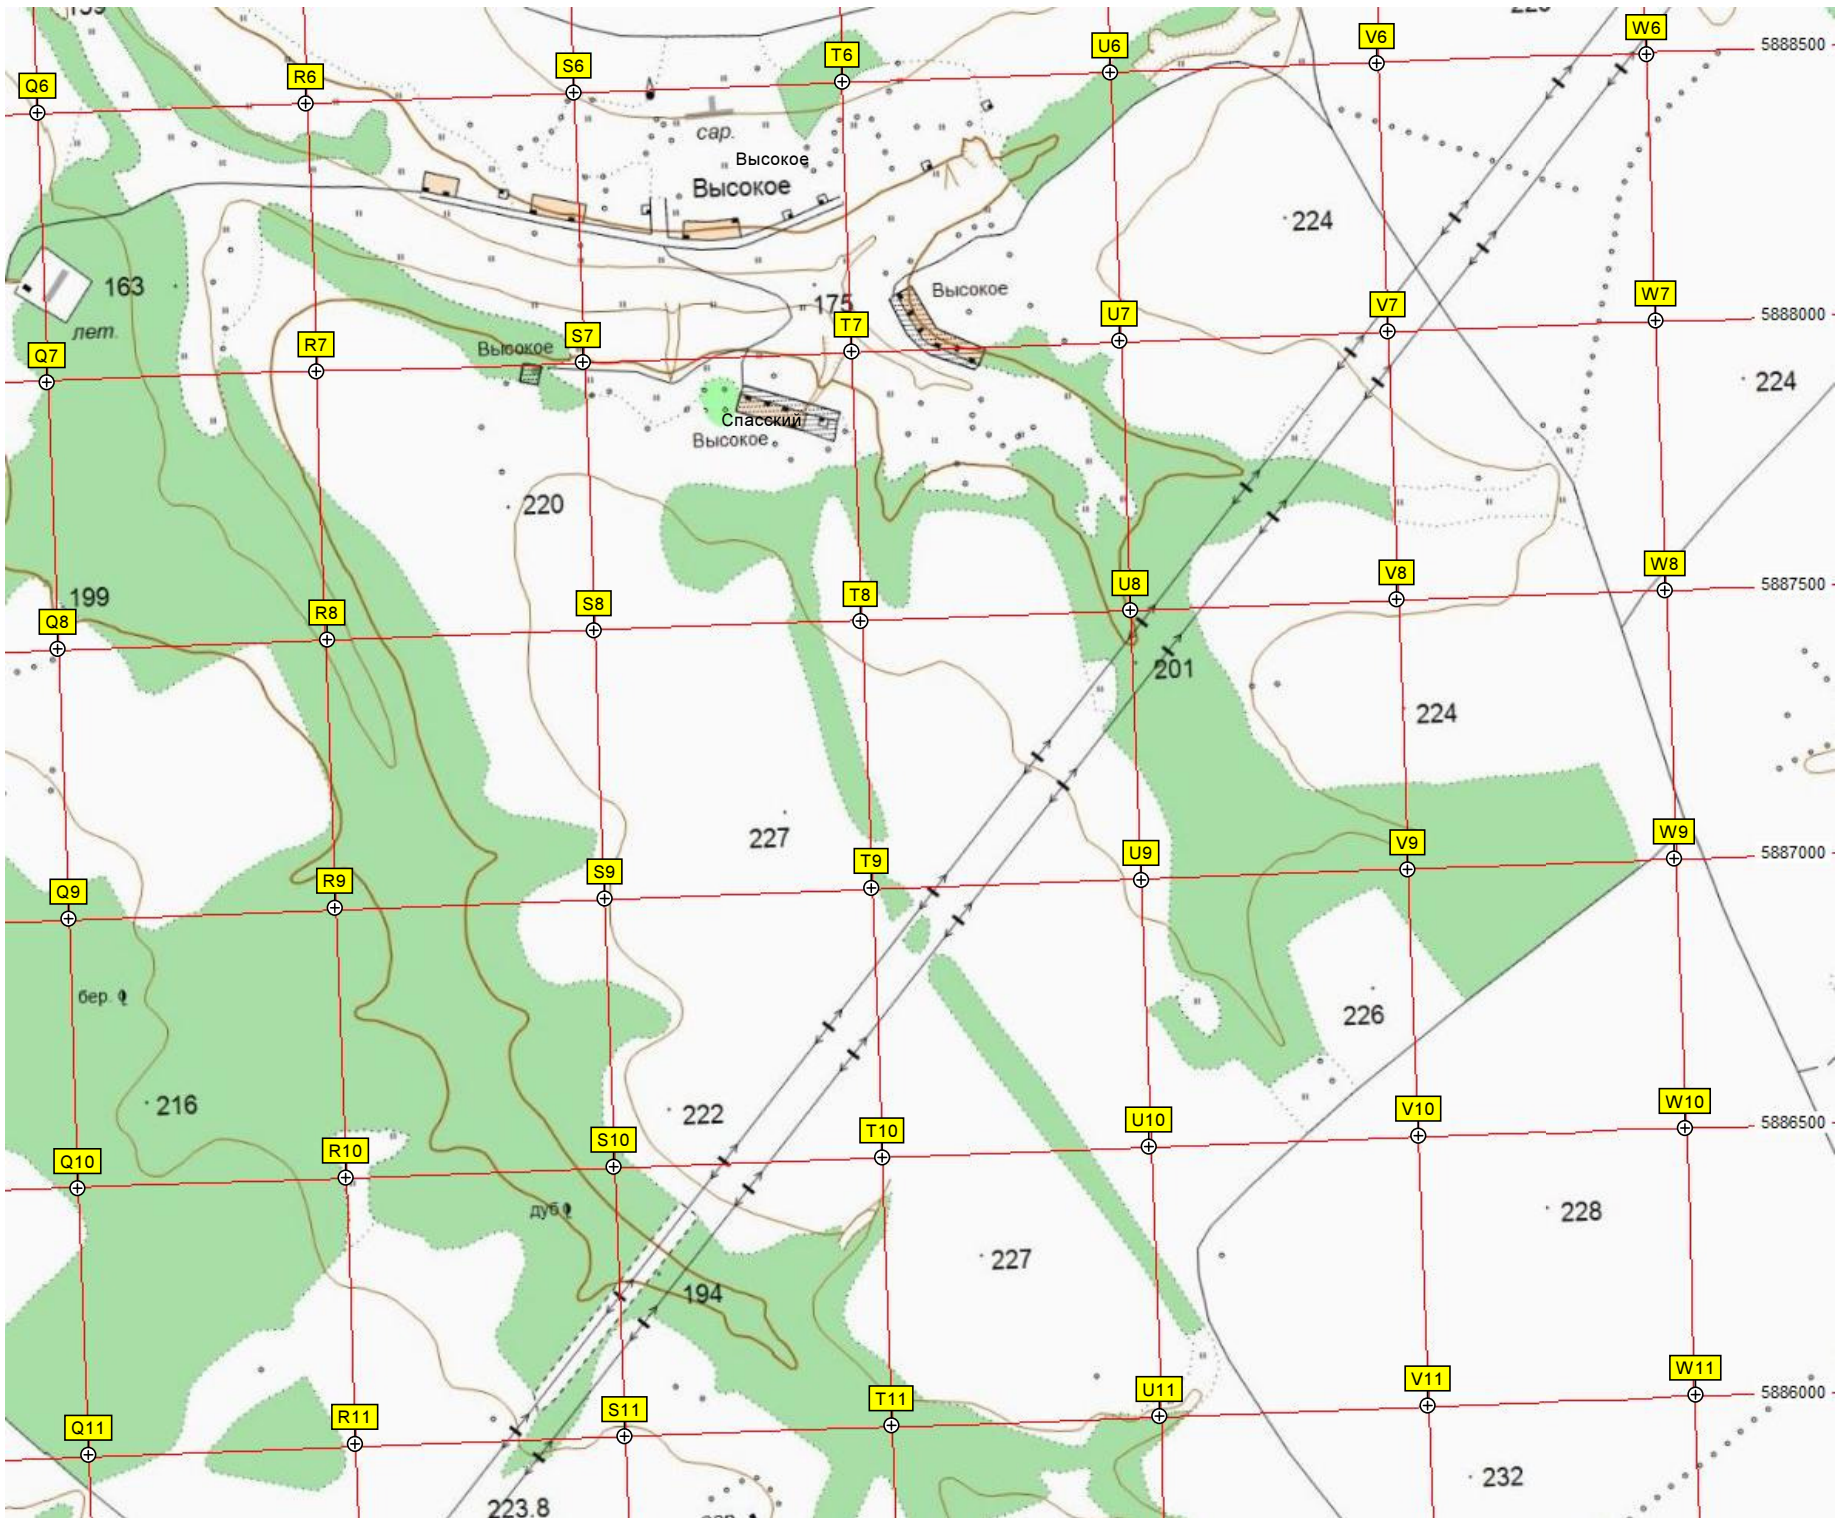 W6
V6
5888500
U6
T6
S6
R6
Q6
сар.
Высокое
Высокое
224
163
Высокое
175
W7
V7
5888000
U7
T7
S7
R7
Q7
лет.
Высокое
224
Спасский
Высокое
220
W8
5887500
V8
U8
T8
S8
R8
Q8
199
201
224
227
W9
5887000
V9
U9
T9
S9
R9
Q9
бер.
226
216
222
W10
5886500
V10
U10
T10
S10
R10
Q10
дуб
228
227
194
W11
5886000
V11
U11
T11
S11
R11
Q11
232
223.8